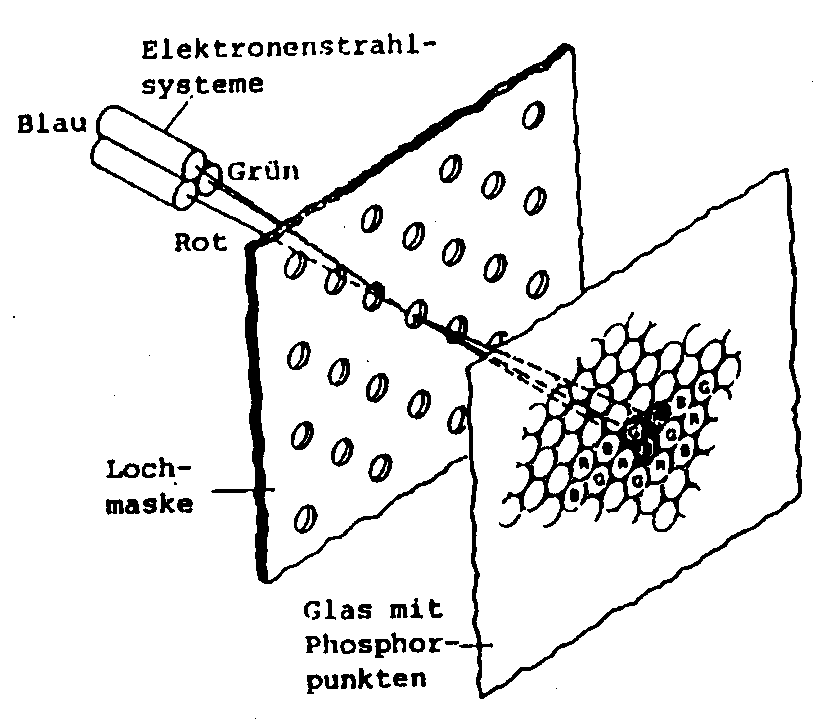 Elektronenstrahl-
systeme
Blau
Grün
Rot
Loch-
maske
Glas mit
Phosphor-
punkten